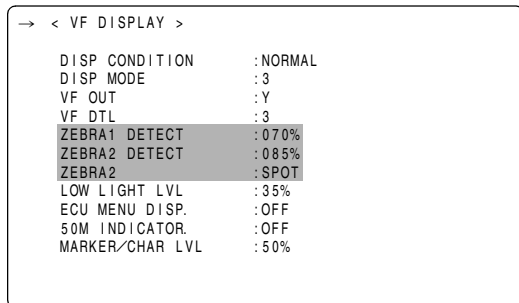 → < VF DISPLAY >
DISP CONDITION :NORMAL
DISP MODE :3
VF OUT :Y
VF DTL :3
ZEBRA1 DETECT :070%
ZEBRA2 DETECT :085%
ZEBRA2 :SPOT
LOW LIGHT LVL :35%
ECU MENU DISP. :OFF
50M INDICATOR. :OFF
MARKER/CHAR LVL :50%